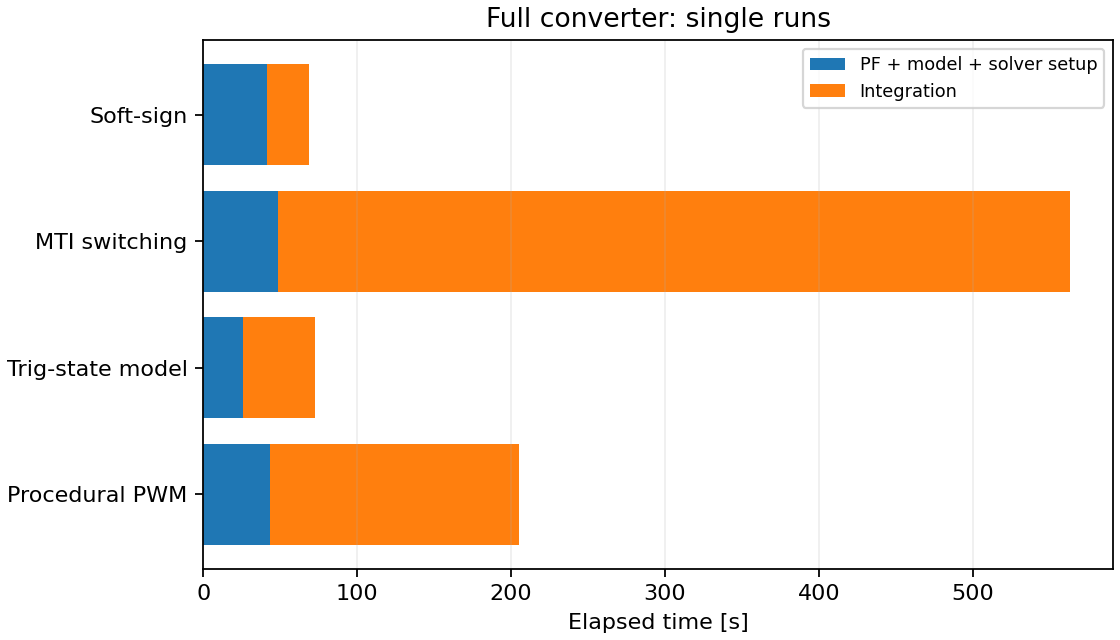 Full converter: single runs
PF + model + solver setup
Integration
Soft-sign
MTI switching
Trig-state model
Procedural PWM
0 100 200 300 400 500
Elapsed time [s]